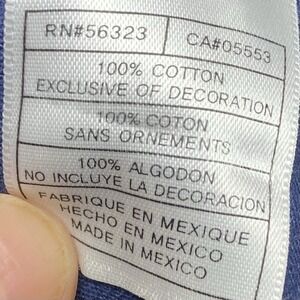 RN#56323 CA#05553
100% COTTON
EXCLUSIVE OF DECORATION
100% COTON
SANS ORNEMENTS
100% ALGODON
NO INCLUYE LA DECORACION
FABRIQUE EN MEXIQUE
HECHO EN MEXICO
MADE IN MEXICO